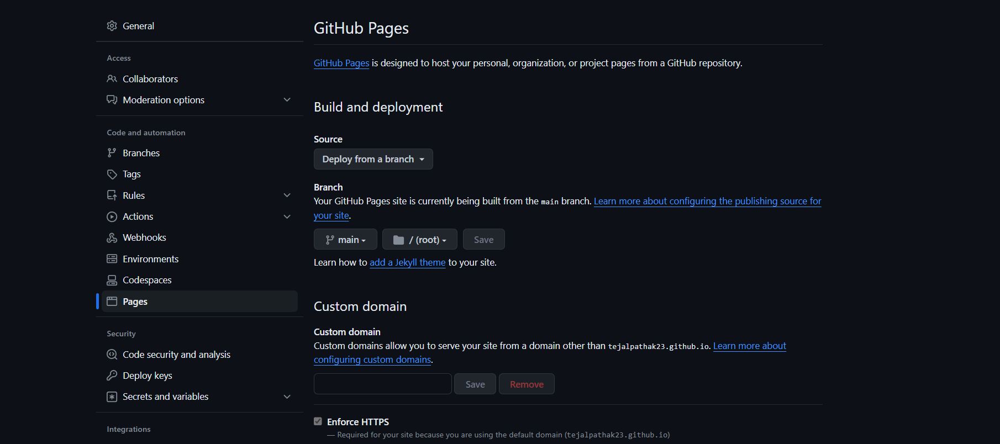 General
Access
Collaborators
Moderation options
Code and automation
Branches
Tags
Rules
Actions
Webhooks
Environments
Codespaces
Pages
Security
Code security and analysis
Deploy keys
Secrets and variables
Integrations
GitHub Pages
GitHub Pages is designed to host your personal, organization, or project pages from a GitHub repository.
Build and deployment
Source
Deploy from a branch
Branch
Your GitHub Pages site is currently being built from the main branch. Learn more about configuring the publishing source for
your site.
main / (root) Save
Learn how to add a Jekyll theme to your site.
Custom domain
Custom domain
Custom domains allow you to serve your site from a domain other than tejalpathak23.github.io. Learn more about
configuring custom domains.
Save Remove
Enforce HTTPS
— Required for your site because you are using the default domain (tejalpathak23.github.io)